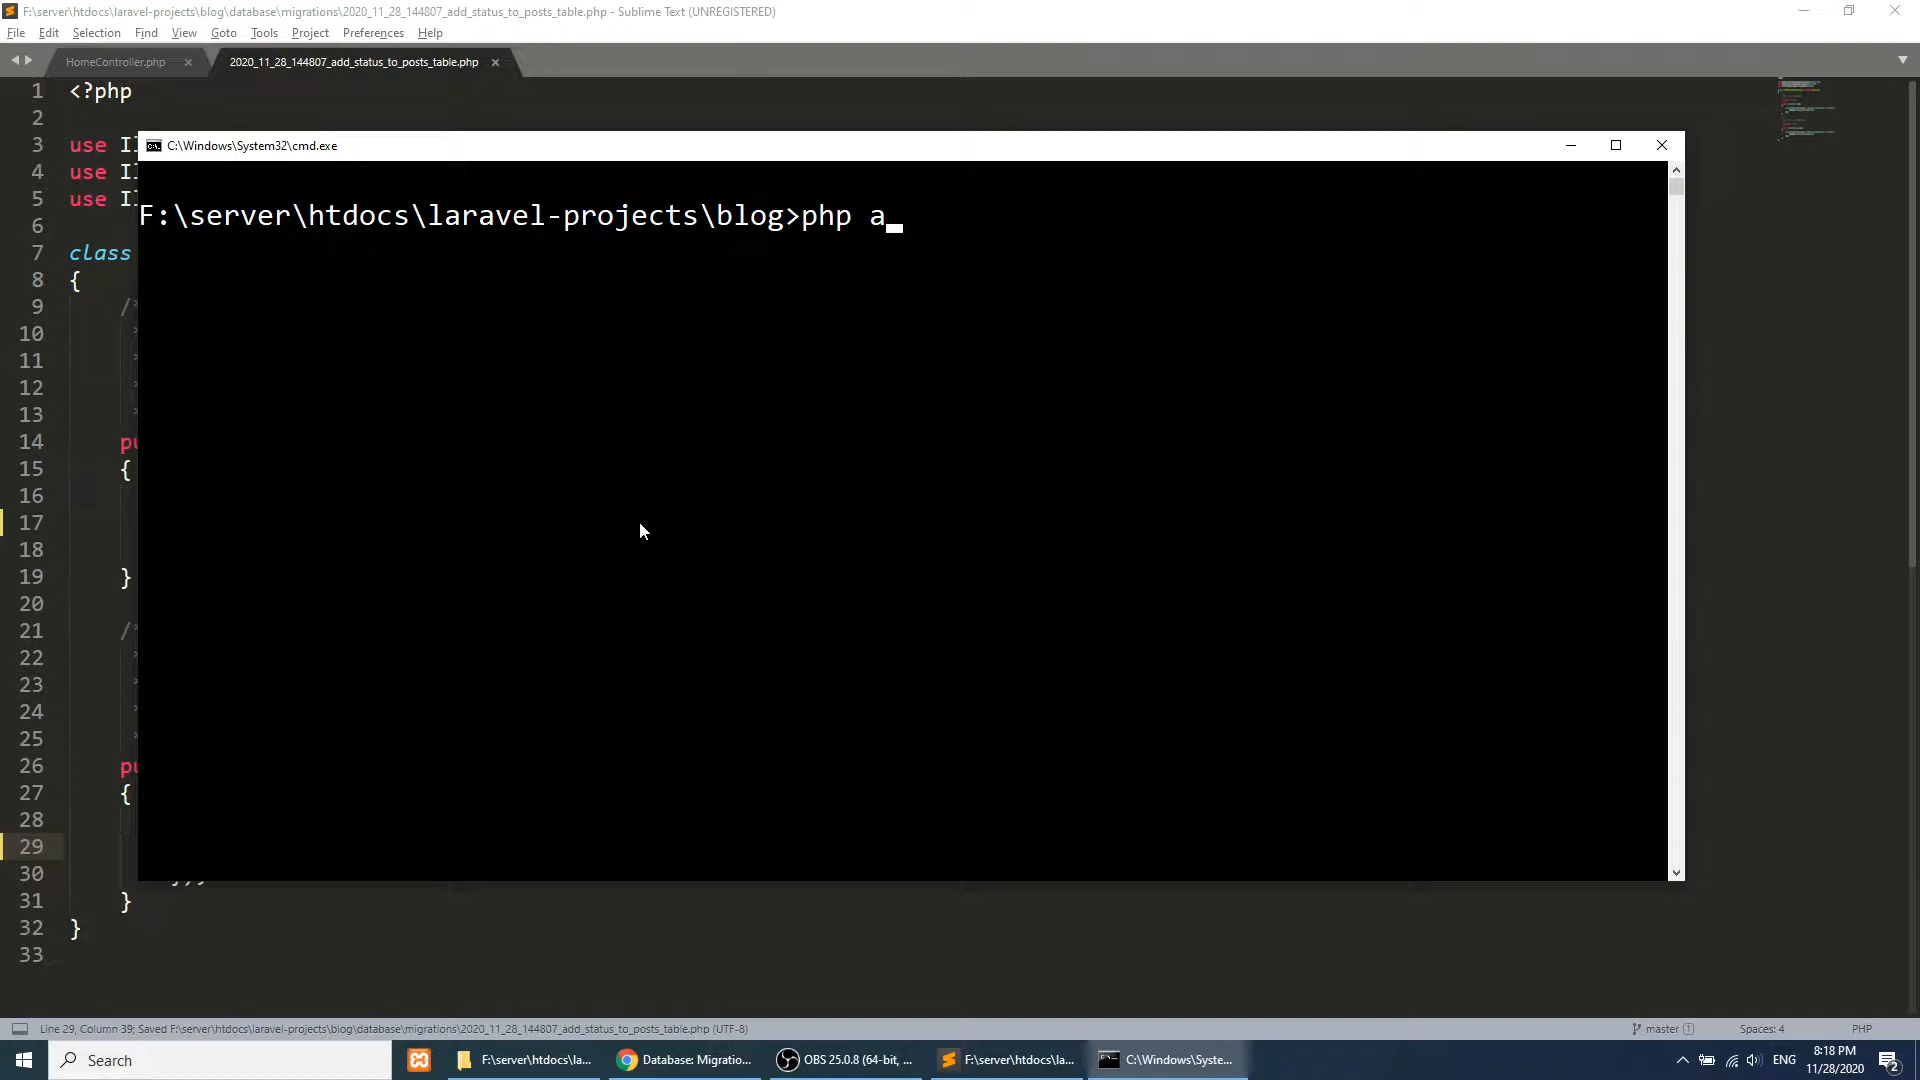 F:\server\htdocs\laravel-projects\blog\database\migrations\2020_11_28_144807_add_status_to_posts_table.php - Sublime Text (UNREGISTERED)
File Edit Selection Find View Goto Tools Project Preferences Help
HomeController.php × 2020_11_28_144807_add_status_to_posts_table.php ×
1 <?php
2
C:\Windows\System32\cmd.exe
3 use
4 use
5 use
6
F:\server\htdocs\laravel-projects\blog>php a_
7 class
8 {
9 /*
10
11
12
13
14 pu
15 {
16
17
18
19 }
20
21 /*
22
23
24
25
26 pu
27 {
28
29
30
31 }
32 }
33
Line 29, Column 39; Saved F:\server\htdocs\laravel-projects\blog\database\migrations\2020_11_28_144807_add_status_to_posts_table.php (UTF-8) master 1 Spaces: 4 PHP
Search F:\server\htdocs\la... Database: Migratio... OBS 25.0.8 (64-bit, ... F:\server\htdocs\la... C:\Windows\Syste... ENG 8:18 PM
11/28/2020 2